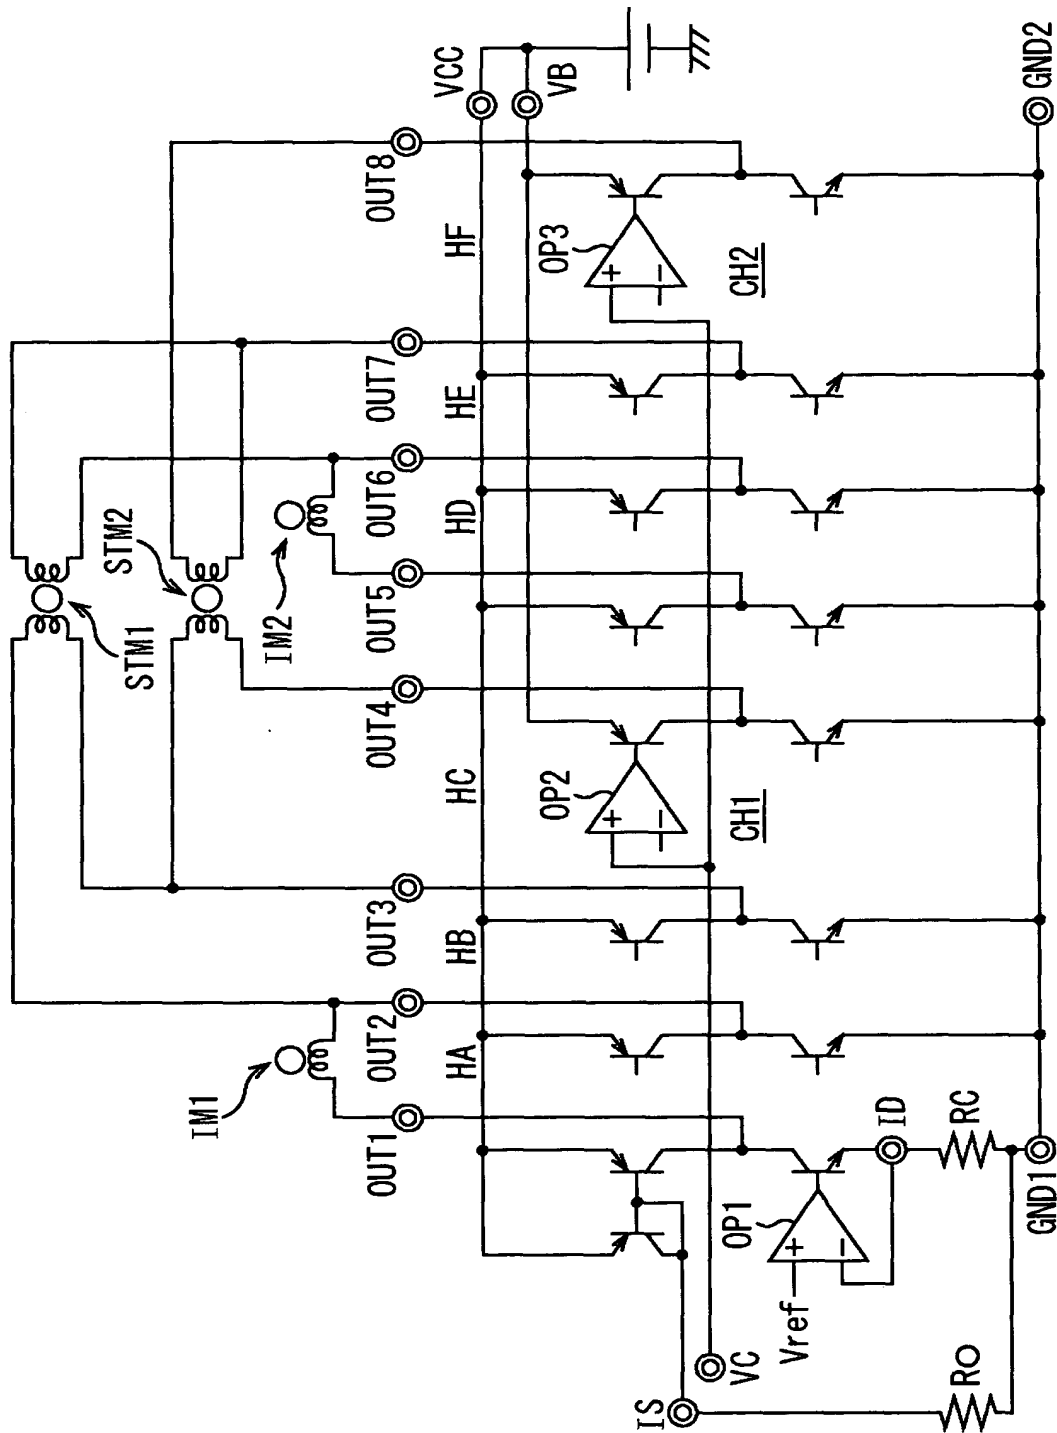 STM1
STM2
IM1
IM2
OUT1
OUT2
OUT3
OUT4
OUT5
OUT6
OUT7
OUT8
HA
HB
HC
HD
HE
HF
VCC
VB
IS
VC
Vref
OP1
OP2
OP3
+
−
+
−
+
−
CH1
CH2
ID
RO
RC
GND1
GND2